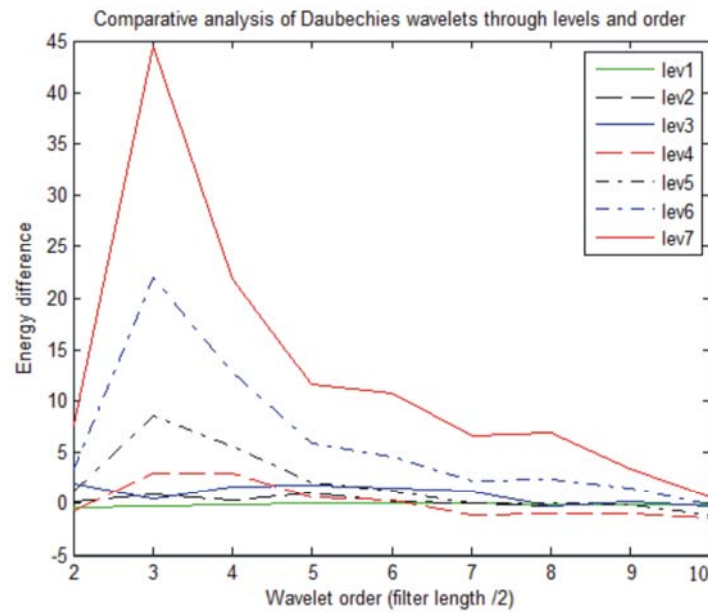 Comparative analysis of Daubechies wavelets through levels and order
45
40
35
30
25
20
15
10
5
0
-5
Energy difference
2 3 4 5 6 7 8 9 10
Wavelet order (filter length /2)
lev1
lev2
lev3
lev4
lev5
lev6
lev7